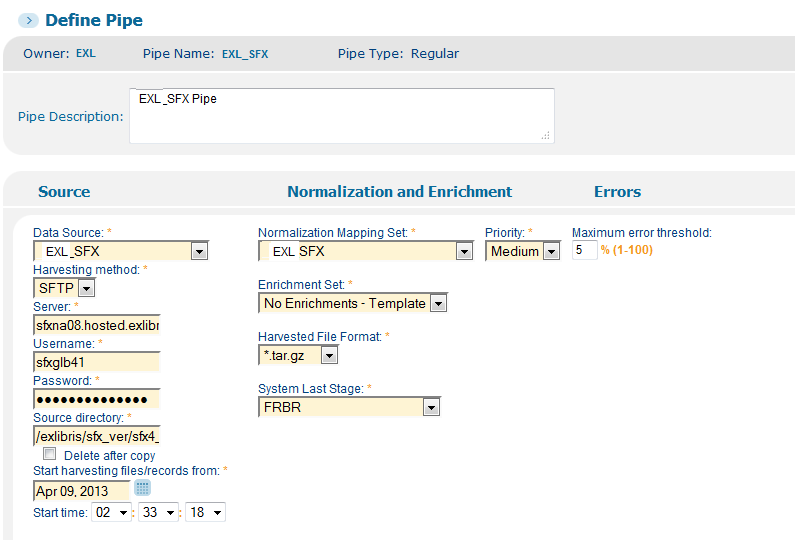 Define Pipe
Owner: EXL Pipe Name: EXL_SFX Pipe Type: Regular
Pipe Description: EXL_SFX Pipe
Source Normalization and Enrichment Errors
Data Source: * Normalization Mapping Set: * Priority: * Maximum error threshold:
EXL_SFX EXL SFX Medium 5 % (1-100)
Harvesting method: *
SFTP
Enrichment Set: *
No Enrichments - Template
Server: *
sfxna08.hosted.exlibr
Username: *
sfxglb41
Harvested File Format: *
*.tar.gz
Password: *
●●●●●●●●●●●●●●
System Last Stage: *
FRBR
Source directory: *
/exlibris/sfx_ver/sfx4_
Delete after copy
Start harvesting files/records from: *
Apr 09, 2013
Start time: 02 : 33 : 18